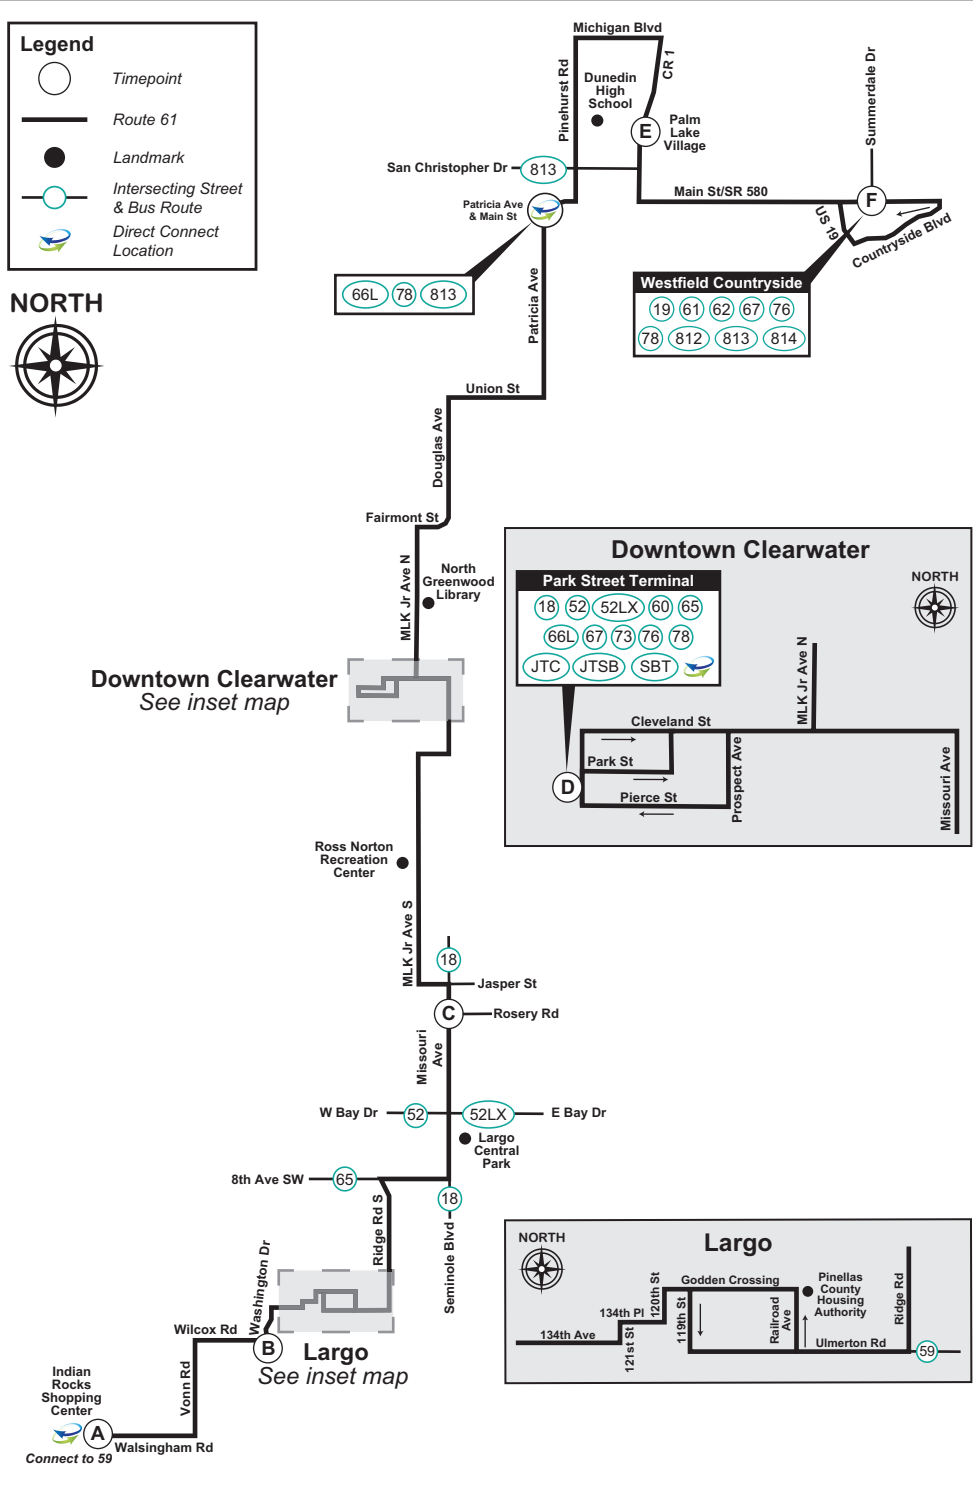 Legend
Timepoint
Route 61
Landmark
Intersecting Street
& Bus Route
Direct Connect
Location
NORTH
Michigan Blvd
Pinehurst Rd
CR 1
Dunedin
High
School
E
Palm
Lake
Village
Summerdale Dr
San Christopher Dr
813
Patricia Ave
& Main St
Main St/SR 580
F
US 19
Countryside Blvd
66L
78
813
Patricia Ave
Westfield Countryside
19 61 62 67 76
78 812 813 814
Union St
Douglas Ave
Fairmont St
MLK Jr Ave N
North
Greenwood
Library
Downtown Clearwater
See inset map
Downtown Clearwater
Park Street Terminal
18 52 52LX 60 65
66L 67 73 76 78
JTC JTSB SBT
NORTH
MLK Jr Ave N
Cleveland St
Park St
D
Pierce St
Prospect Ave
Missouri Ave
Ross Norton
Recreation
Center
MLK Jr Ave S
18
Jasper St
C
Rosery Rd
Missouri
Ave
W Bay Dr
52
52LX
E Bay Dr
Largo
Central
Park
8th Ave SW
65
18
Ridge Rd S
Seminole Blvd
Washington Dr
Wilcox Rd
B
Largo
See inset map
Vonn Rd
Indian
Rocks
Shopping
Center
A
Walsingham Rd
Connect to 59
NORTH
Largo
Godden Crossing
Pinellas
County
Housing
Authority
Ridge Rd
120th St
119th St
134th Pl
134th Ave
121st St
Railroad
Ave
Ulmerton Rd
59